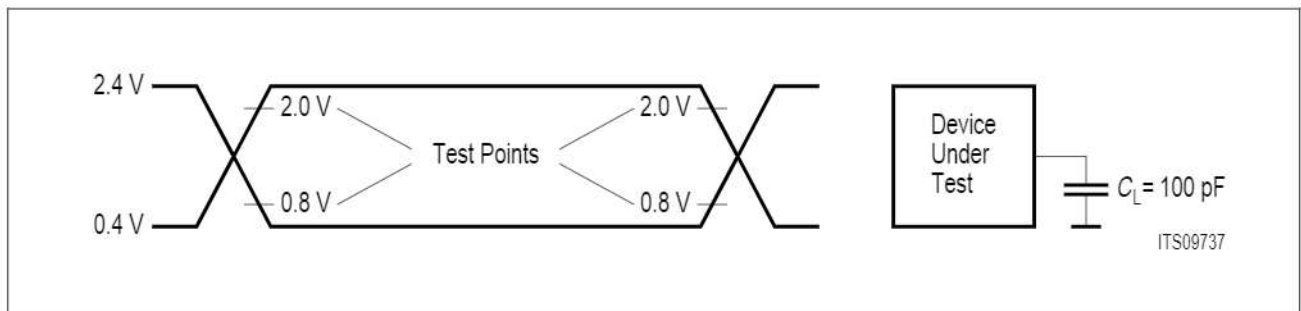 2.4 V
2.0 V
2.0 V
Test Points
0.8 V
0.8 V
0.4 V
Device
Under
Test
C_L = 100 pF
ITS09737